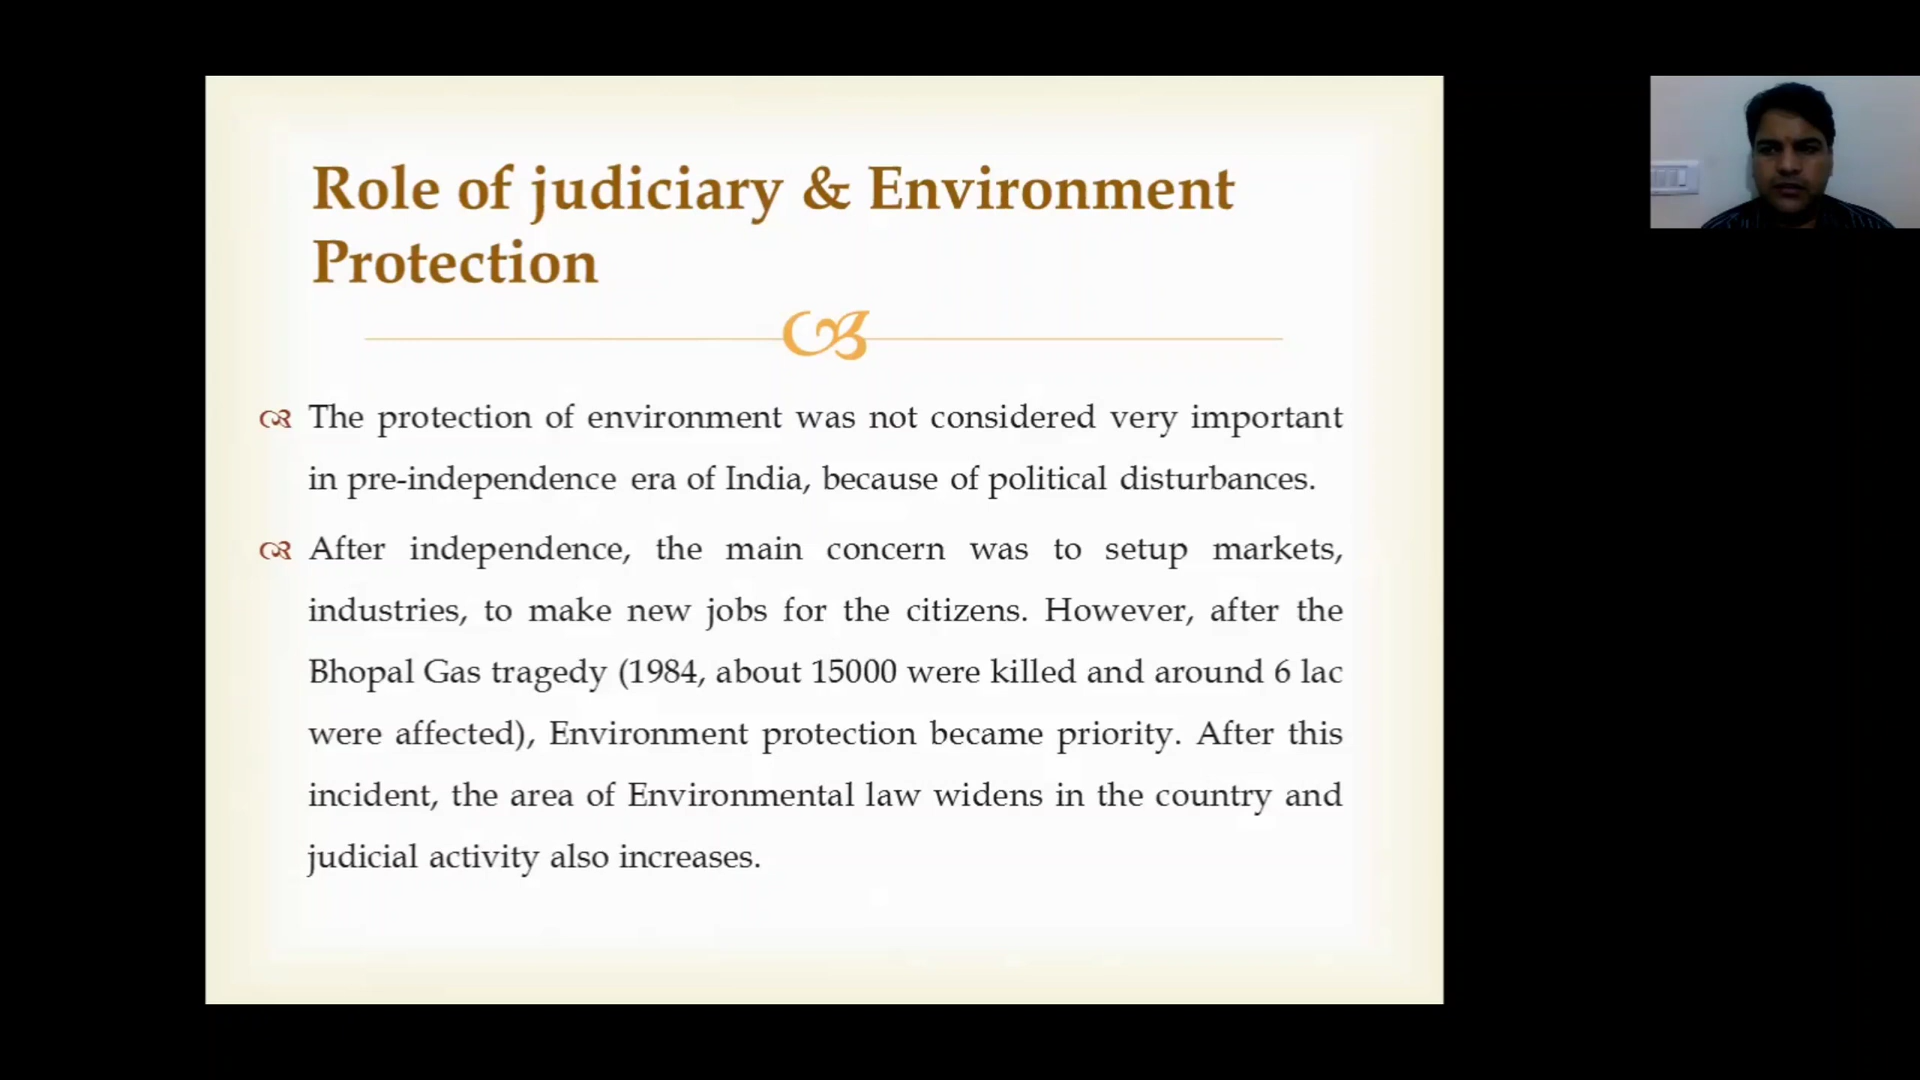 Role of judiciary & Environment
Protection
The protection of environment was not considered very important
in pre-independence era of India, because of political disturbances.
After independence, the main concern was to setup markets,
industries, to make new jobs for the citizens. However, after the
Bhopal Gas tragedy (1984, about 15000 were killed and around 6 lac
were affected), Environment protection became priority. After this
incident, the area of Environmental law widens in the country and
judicial activity also increases.